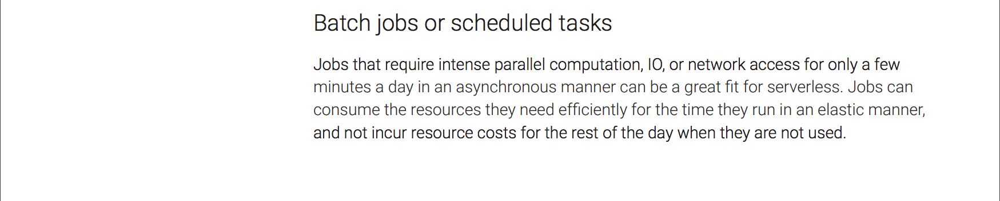 Batch jobs or scheduled tasks
Jobs that require intense parallel computation, IO, or network access for only a few
minutes a day in an asynchronous manner can be a great fit for serverless. Jobs can
consume the resources they need efficiently for the time they run in an elastic manner,
and not incur resource costs for the rest of the day when they are not used.